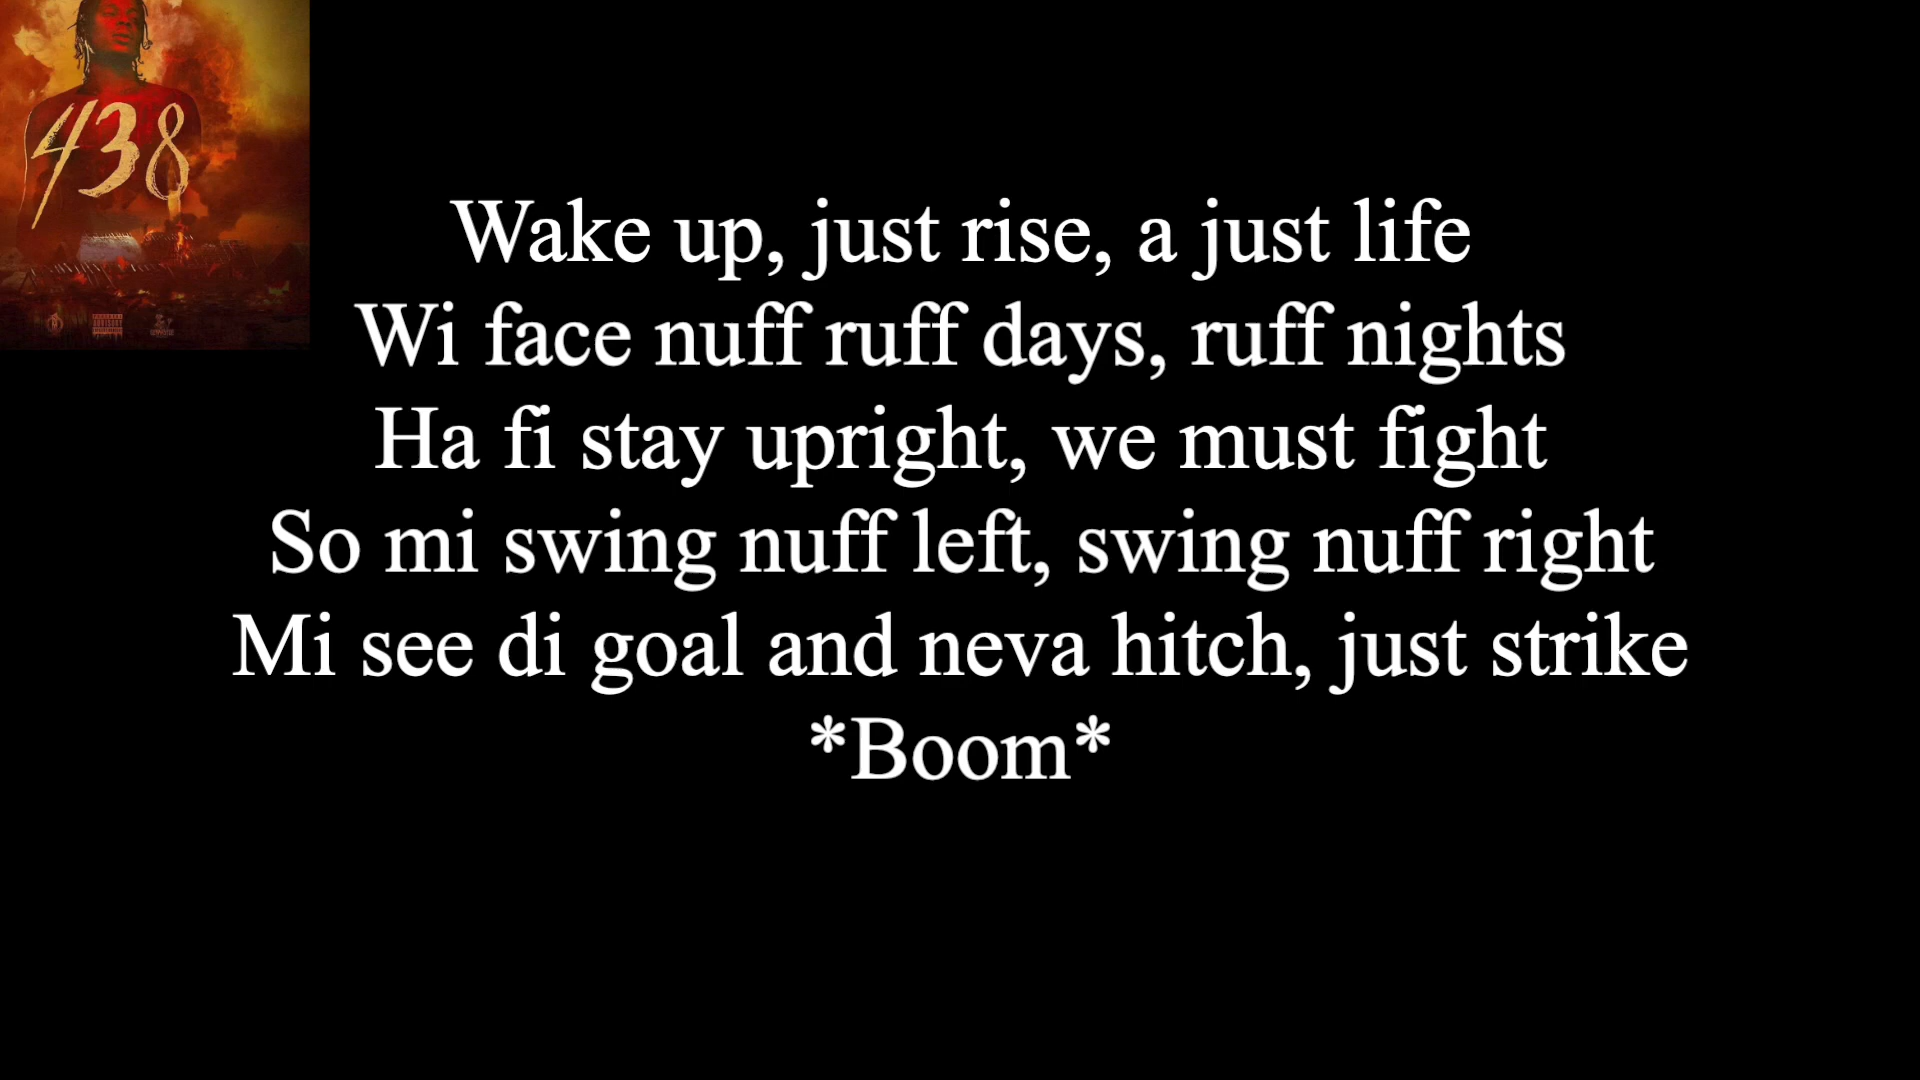 438
Wake up, just rise, a just life
Wi face nuff ruff days, ruff nights
Ha fi stay upright, we must fight
So mi swing nuff left, swing nuff right
Mi see di goal and neva hitch, just strike
*Boom*